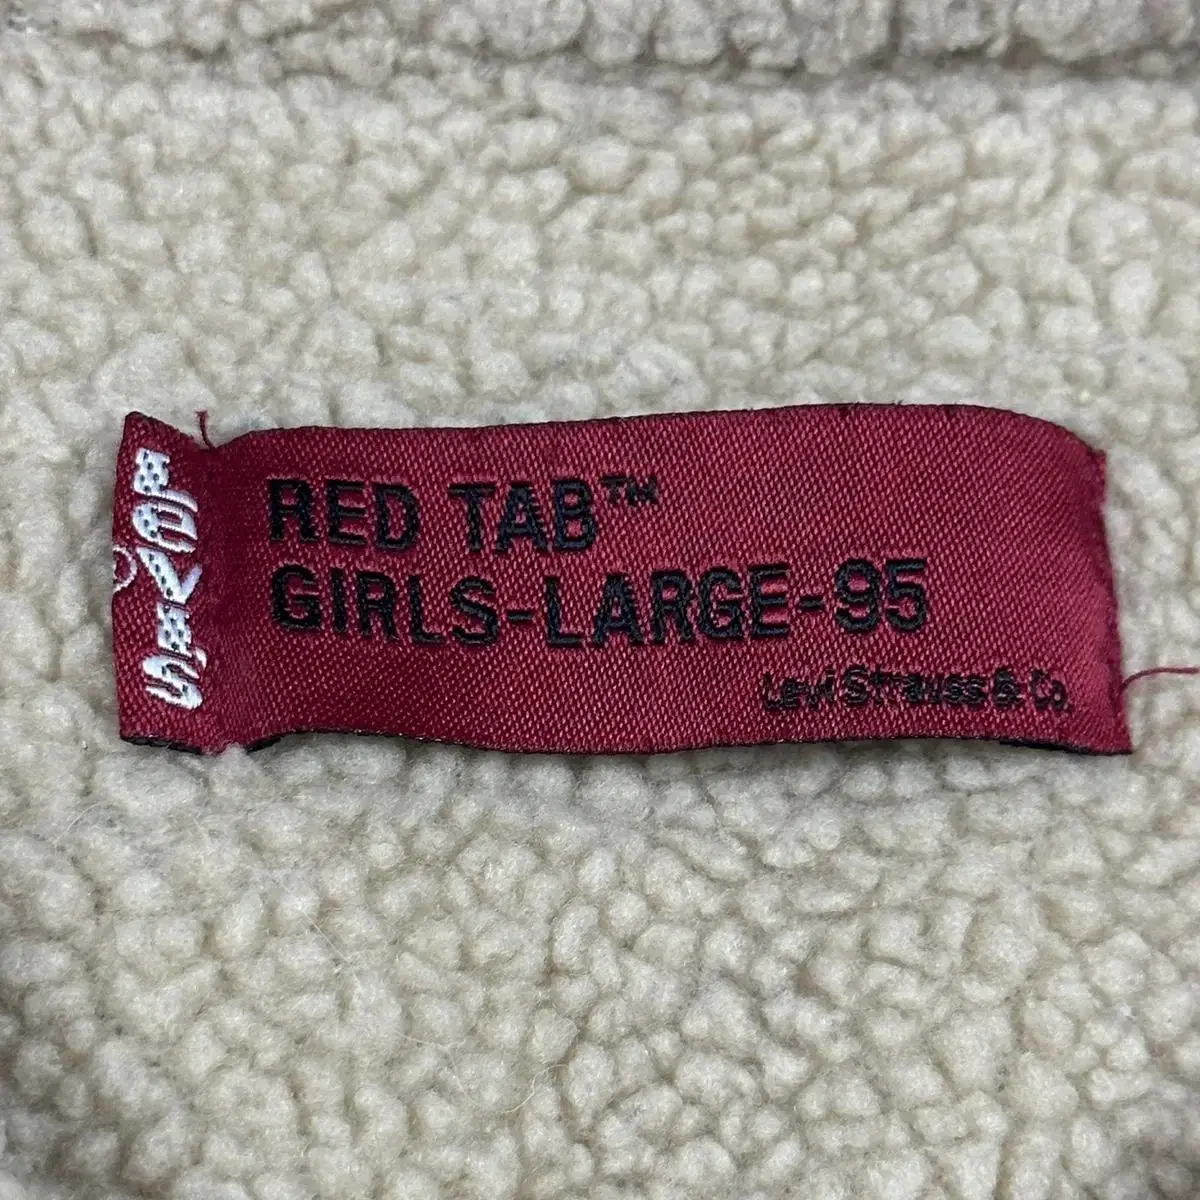 LEVI'S
RED TAB™
GIRLS-LARGE-95
Levi Strauss & Co.